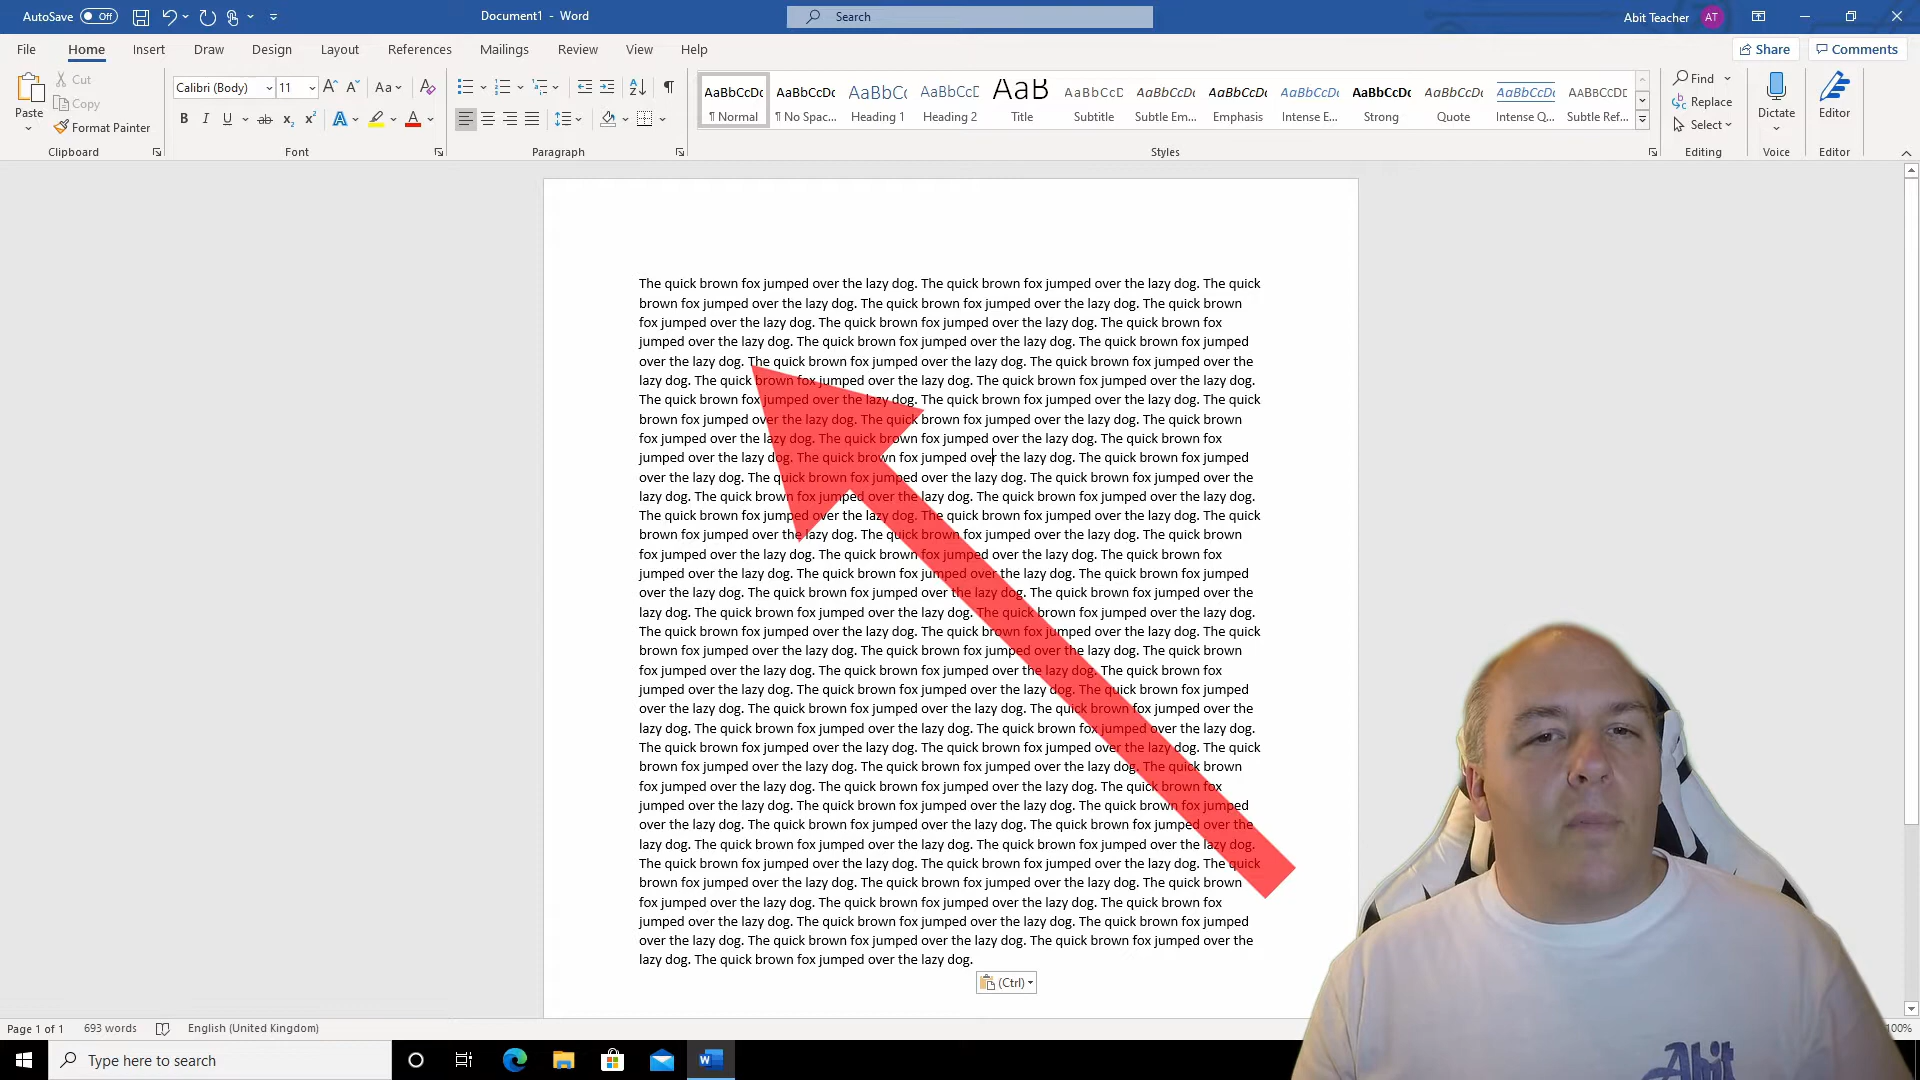 AutoSave Off Document1 - Word Search Abit Teacher AT
File Home Insert Draw Design Layout References Mailings Review View Help Share Comments
Paste Cut Copy Format Painter Clipboard
Calibri (Body) 11 Font
Paragraph
AaBbCcDc ¶ Normal
AaBbCcDc ¶ No Spac...
AaBbCc Heading 1
AaBbCcD Heading 2
AaB Title
AaBbCcD Subtitle
AaBbCcDc Subtle Em...
AaBbCcDc Emphasis
AaBbCcDc Intense E...
AaBbCcDc Strong
AaBbCcDc Quote
AaBbCcDc Intense Q...
AaBbCcDc Subtle Ref...
Styles
Find Replace Select Editing
Dictate Voice
Editor Editor
The quick brown fox jumped over the lazy dog. The quick brown fox jumped over the lazy dog. The quick
brown fox jumped over the lazy dog. The quick brown fox jumped over the lazy dog. The quick brown
fox jumped over the lazy dog. The quick brown fox jumped over the lazy dog. The quick brown fox
jumped over the lazy dog. The quick brown fox jumped over the lazy dog. The quick brown fox jumped
over the lazy dog. The quick brown fox jumped over the lazy dog. The quick brown fox jumped over the
lazy dog. The quick brown fox jumped over the lazy dog. The quick brown fox jumped over the lazy dog.
The quick brown fox jumped over the lazy dog. The quick brown fox jumped over the lazy dog. The quick
brown fox jumped over the lazy dog. The quick brown fox jumped over the lazy dog. The quick brown
fox jumped over the lazy dog. The quick brown fox jumped over the lazy dog. The quick brown fox
jumped over the lazy dog. The quick brown fox jumped over the lazy dog. The quick brown fox jumped
over the lazy dog. The quick brown fox jumped over the lazy dog. The quick brown fox jumped over the
lazy dog. The quick brown fox jumped over the lazy dog. The quick brown fox jumped over the lazy dog.
The quick brown fox jumped over the lazy dog. The quick brown fox jumped over the lazy dog. The quick
brown fox jumped over the lazy dog. The quick brown fox jumped over the lazy dog. The quick brown
fox jumped over the lazy dog. The quick brown fox jumped over the lazy dog. The quick brown fox
jumped over the lazy dog. The quick brown fox jumped over the lazy dog. The quick brown fox jumped
over the lazy dog. The quick brown fox jumped over the lazy dog. The quick brown fox jumped over the
lazy dog. The quick brown fox jumped over the lazy dog. The quick brown fox jumped over the lazy dog.
The quick brown fox jumped over the lazy dog. The quick brown fox jumped over the lazy dog. The quick
brown fox jumped over the lazy dog. The quick brown fox jumped over the lazy dog. The quick brown
fox jumped over the lazy dog. The quick brown fox jumped over the lazy dog. The quick brown fox
jumped over the lazy dog. The quick brown fox jumped over the lazy dog. The quick brown fox jumped
over the lazy dog. The quick brown fox jumped over the lazy dog. The quick brown fox jumped over the
lazy dog. The quick brown fox jumped over the lazy dog. The quick brown fox jumped over the lazy dog.
The quick brown fox jumped over the lazy dog. The quick brown fox jumped over the lazy dog. The quick
brown fox jumped over the lazy dog. The quick brown fox jumped over the lazy dog. The quick brown
fox jumped over the lazy dog. The quick brown fox jumped over the lazy dog. The quick brown fox
jumped over the lazy dog. The quick brown fox jumped over the lazy dog. The quick brown fox jumped
over the lazy dog. The quick brown fox jumped over the lazy dog. The quick brown fox jumped over the
lazy dog. The quick brown fox jumped over the lazy dog. The quick brown fox jumped over the lazy dog.
The quick brown fox jumped over the lazy dog. The quick brown fox jumped over the lazy dog. The quick
brown fox jumped over the lazy dog. The quick brown fox jumped over the lazy dog. The quick brown
fox jumped over the lazy dog. The quick brown fox jumped over the lazy dog. The quick brown fox
jumped over the lazy dog. The quick brown fox jumped over the lazy dog. The quick brown fox jumped
over the lazy dog. The quick brown fox jumped over the lazy dog. The quick brown fox jumped over the
lazy dog. The quick brown fox jumped over the lazy dog.
(Ctrl)
Page 1 of 1 693 words English (United Kingdom) 100%
Type here to search
Abit